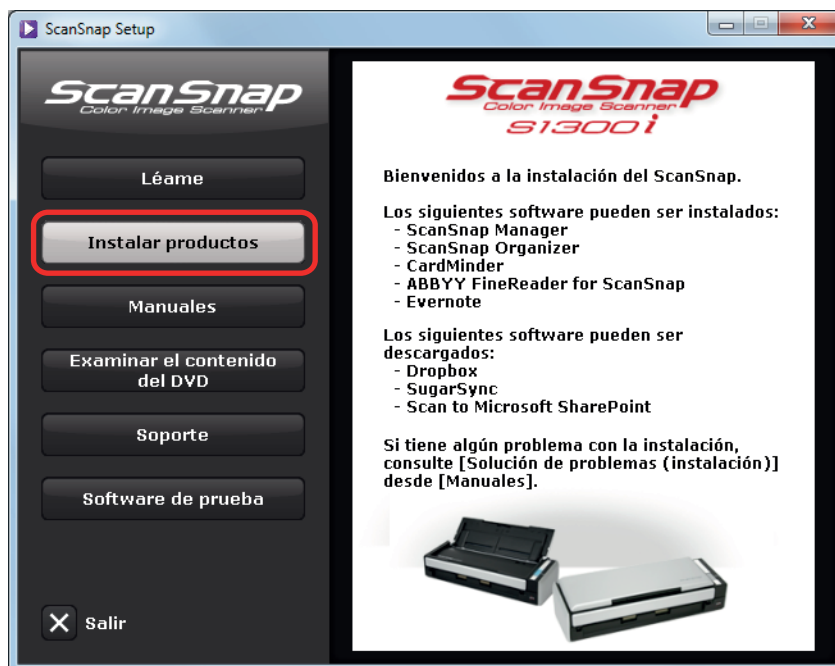 ScanSnap Setup
ScanSnap
Color Image Scanner
Léame
Instalar productos
Manuales
Examinar el contenido
del DVD
Soporte
Software de prueba
Salir
ScanSnap
Color Image Scanner
S1300i
Bienvenidos a la instalación del ScanSnap.
Los siguientes software pueden ser instalados:
- ScanSnap Manager
- ScanSnap Organizer
- CardMinder
- ABBYY FineReader for ScanSnap
- Evernote
Los siguientes software pueden ser
descargados:
- Dropbox
- SugarSync
- Scan to Microsoft SharePoint
Si tiene algún problema con la instalación,
consulte [Solución de problemas (instalación)]
desde [Manuales].